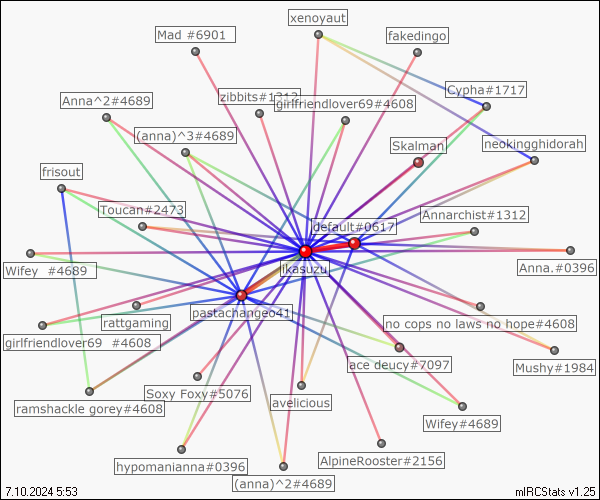 xenoyaut
Mad #6901
fakedingo
Cypha#1717
Anna^2#4689
zibbits#1312
girlfriendlover69#4608
(anna)^3#4689
Skalman
neokingghidorah
frisout
Toucan#2473
Annarchist#1312
default#0617
Wifey #4689
ikasuzu
Anna.#0396
pastachangeo41
rattgaming
no cops no laws no hope#4608
girlfriendlover69 #4608
ace deucy#7097
Mushy#1984
Soxy Foxy#5076
avelicious
ramshackle gorey#4608
Wifey#4689
hypomanianna#0396
AlpineRooster#2156
(anna)^2#4689
7.10.2024 5:53
mIRCStats v1.25